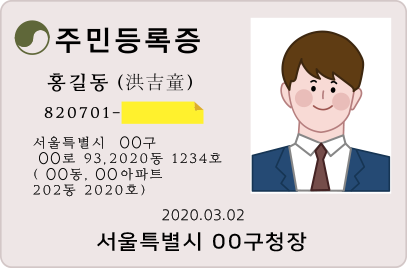 주민등록증
홍길동 (洪吉童)
820701-
서울특별시 OO구
OO로 93,2020동 1234호
( OO동, OO아파트
202동 2020호)
2020.03.02
서울특별시 OO구청장